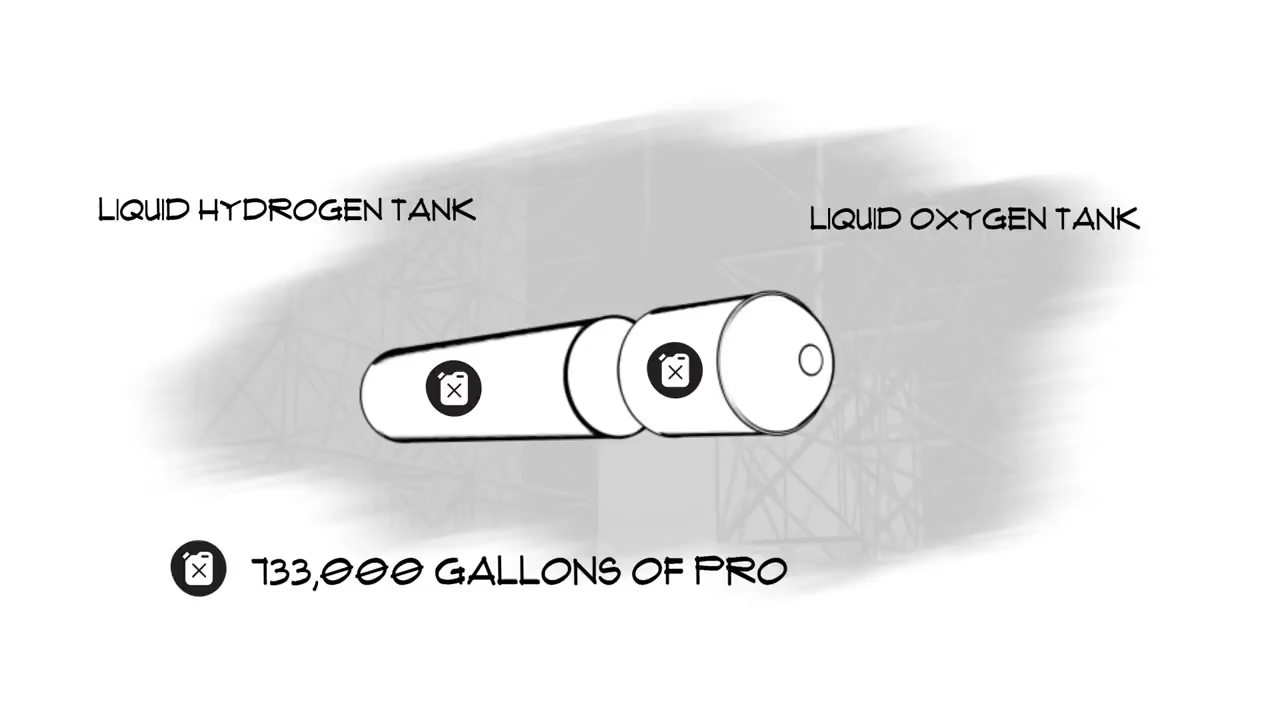 LIQUID HYDROGEN TANK
LIQUID OXYGEN TANK
733,000 GALLONS OF PRO